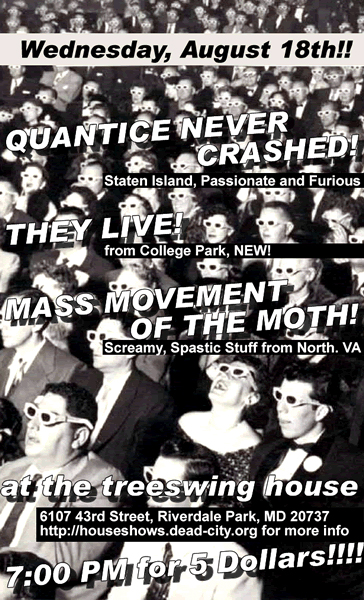 Wednesday, August 18th!!
QUANTICE NEVER
CRASHED!
Staten Island, Passionate and Furious
THEY LIVE!
from College Park, NEW!
MASS MOVEMENT
OF THE MOTH!
Screamy, Spastic Stuff from North. VA
at the treeswing house
6107 43rd Street, Riverdale Park, MD 20737
http://houseshows.dead-city.org for more info
7:00 PM for 5 Dollars!!!!